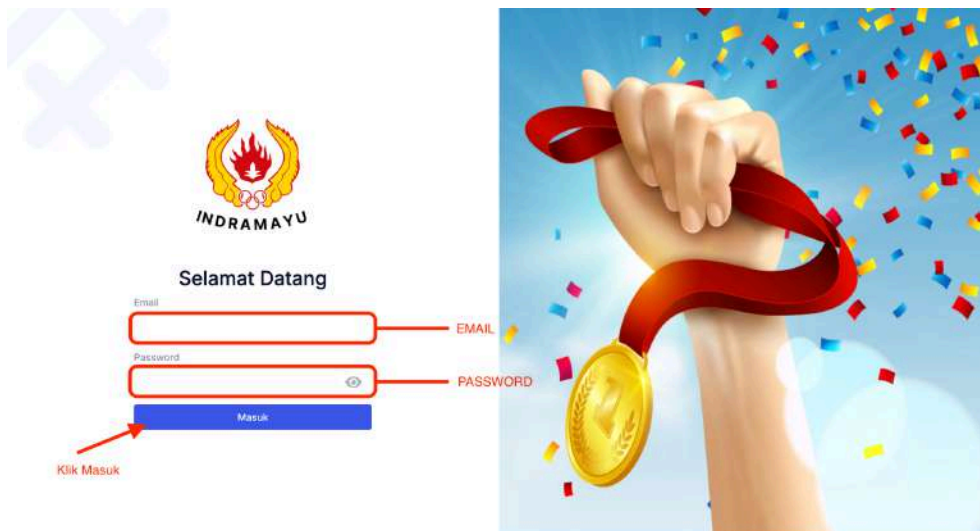 INDRAMAYU
Selamat Datang
Email
EMAIL
Password
PASSWORD
Masuk
Klik Masuk